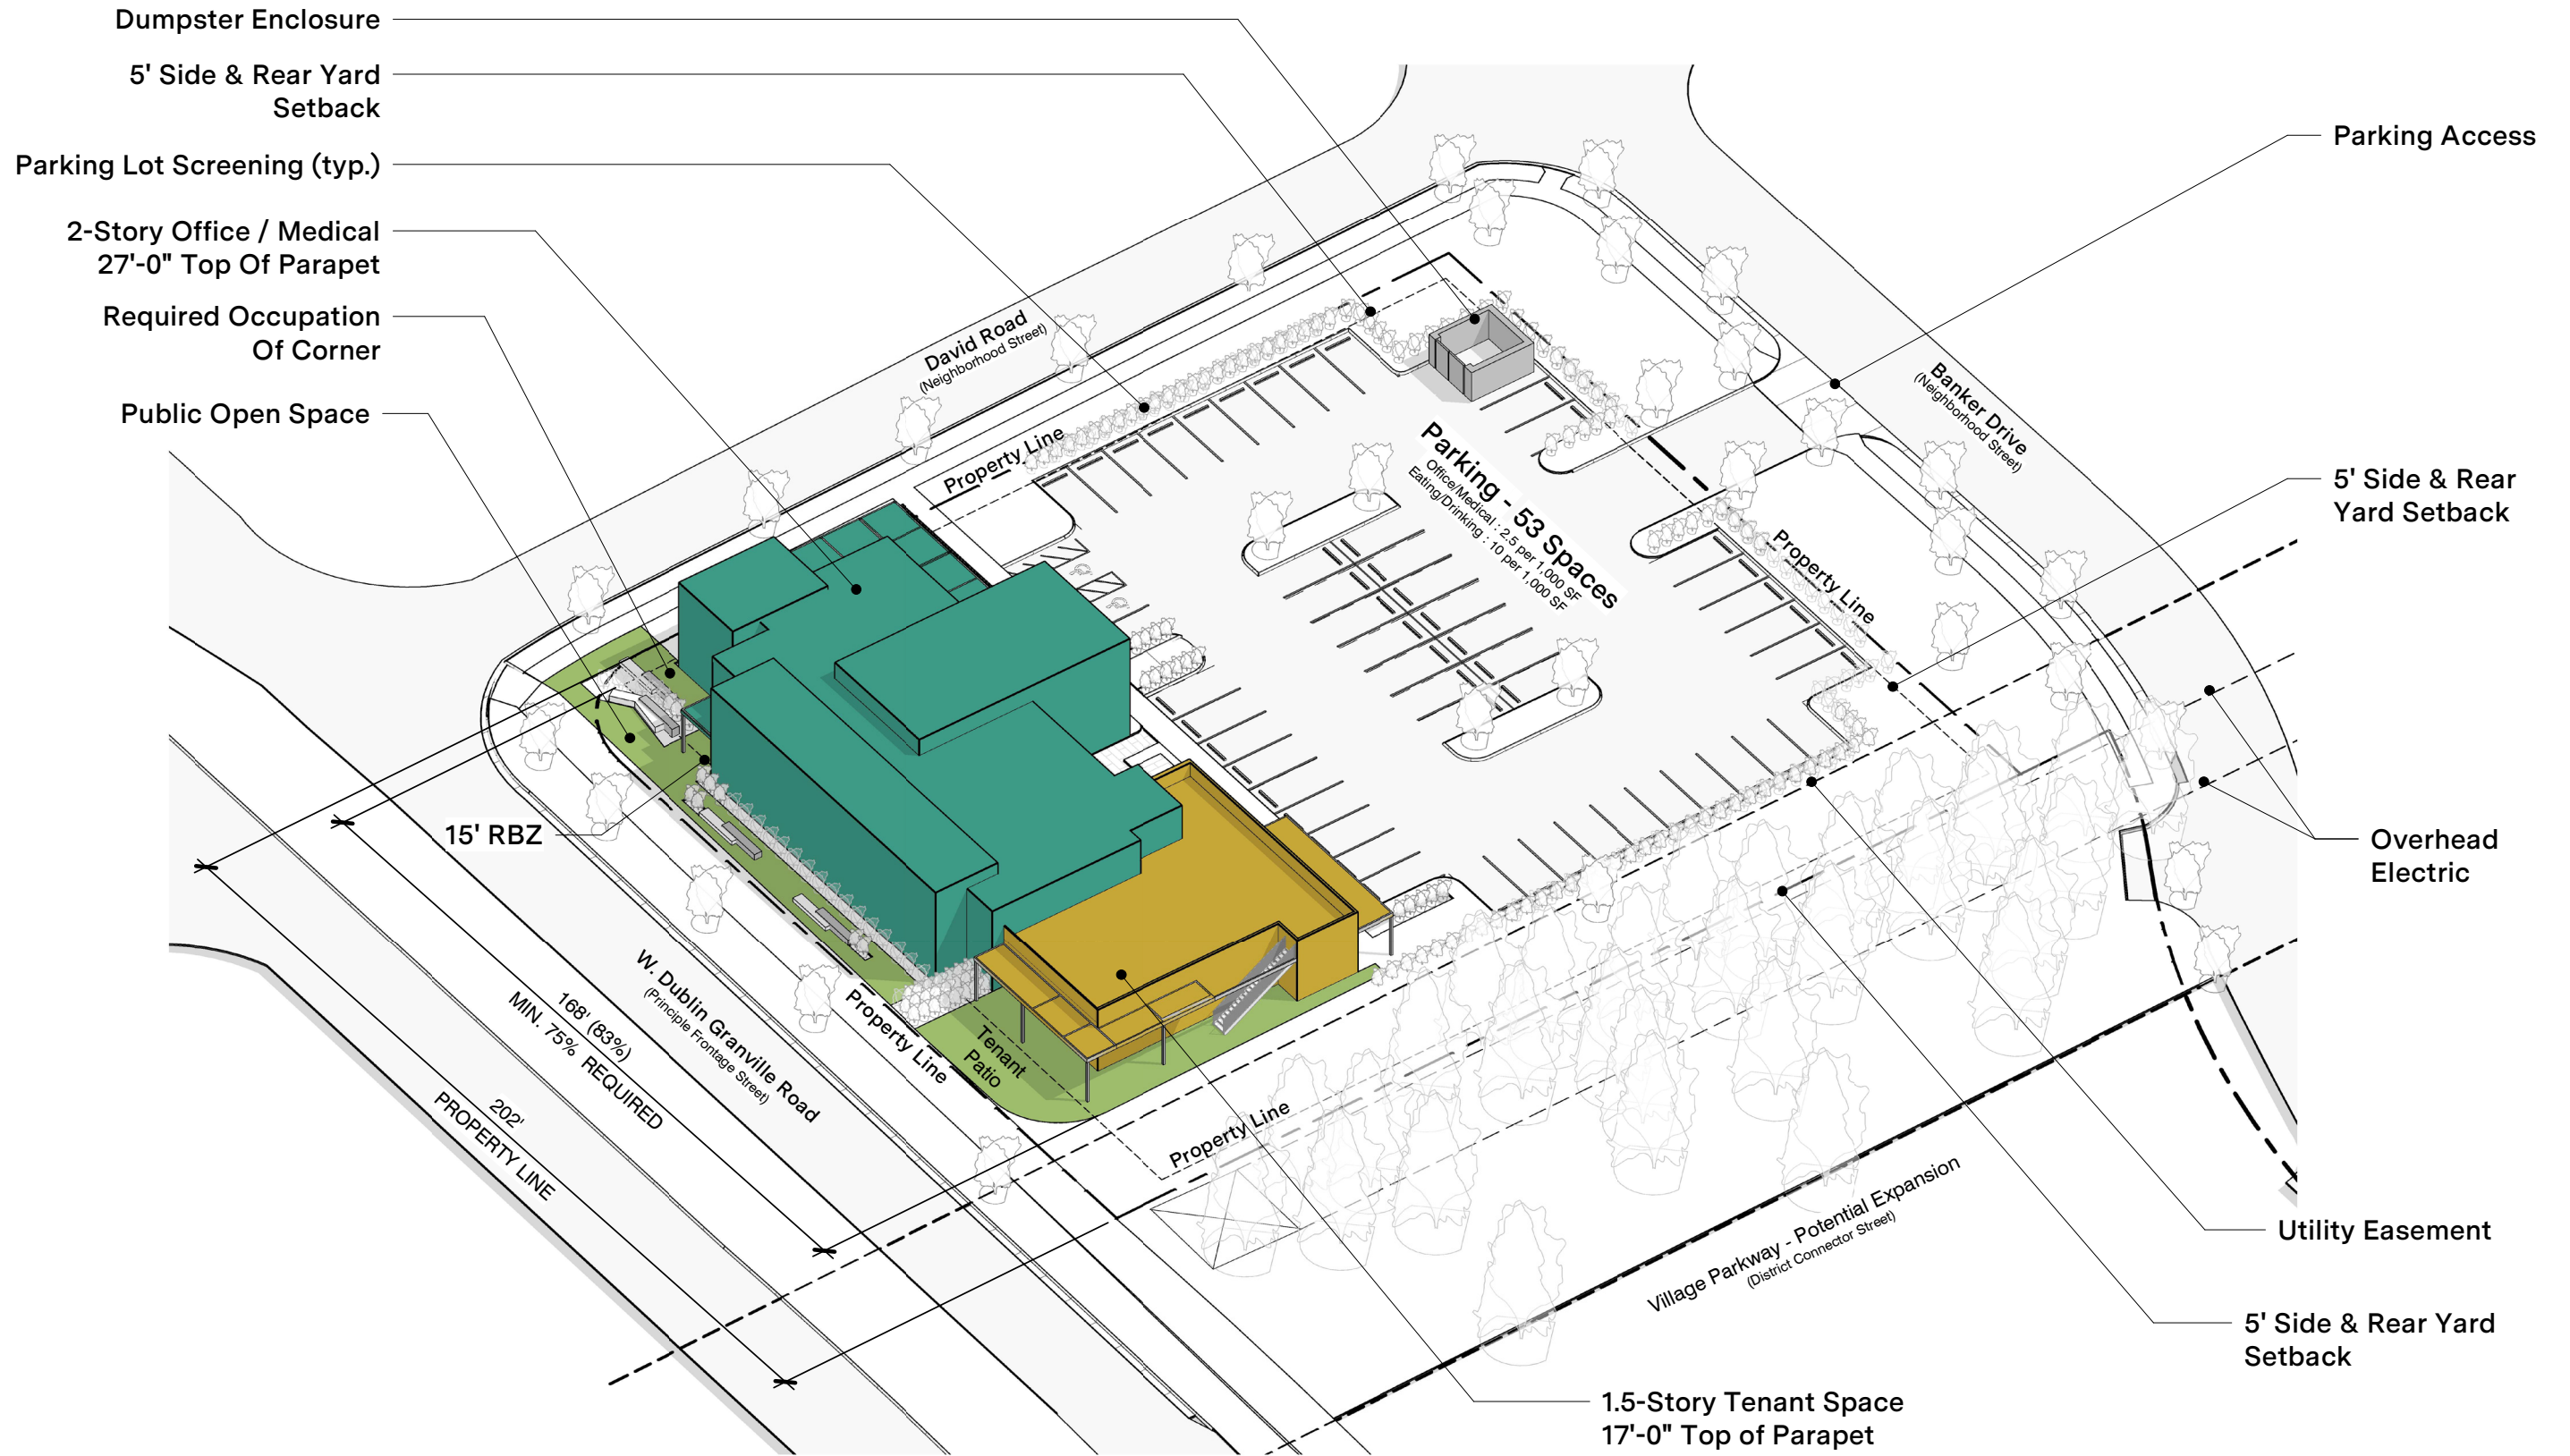 Dumpster Enclosure
5' Side & Rear Yard
Setback
Parking Lot Screening (typ.)
2-Story Office / Medical
27'-0" Top Of Parapet
Required Occupation
Of Corner
Public Open Space
15' RBZ
Parking Access
5' Side & Rear
Yard Setback
Overhead
Electric
Utility Easement
5' Side & Rear Yard
Setback
1.5-Story Tenant Space
17'-0" Top of Parapet
David Road
(Neighborhood Street)
Property Line
Banker Drive
(Neighborhood Street)
Parking - 53 Spaces
Office/Medical : 2.5 per 1,000 SF
Eating/Drinking : 10 per 1,000 SF
Property Line
W. Dublin Granville Road
(Principle Frontage Street)
Property Line
Tenant
Patio
168' (83%)
MIN. 75% REQUIRED
202'
PROPERTY LINE
Property Line
Village Parkway - Potential Expansion
(District Connector Street)